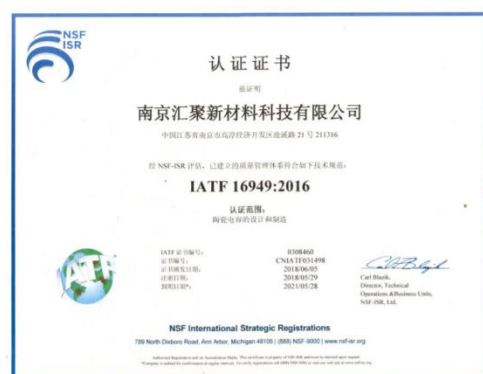 NSF
ISR
认证证书
兹证明
南京汇聚新材料科技有限公司
中国江苏省南京市高淳经济开发区沧溪路 21 号 211316
经 NSF-ISR 评估,已建立的质量管理体系符合如下技术规范:
IATF 16949:2016
认证范围:
陶瓷电容的设计和制造
IATF 证书编号: 0308460
证书编号: CNIATF031498
证书颁发日期: 2018/06/05
注册日期: 2018/05/29
到期日期*: 2021/05/28
IATF
Carl Blazik,
Director, Technical
Operations & Business Units,
NSF-ISR, Ltd.
NSF International Strategic Registrations
789 North Dixboro Road, Ann Arbor, Michigan 48105 | (888) NSF-9000 | www.nsf-isr.org